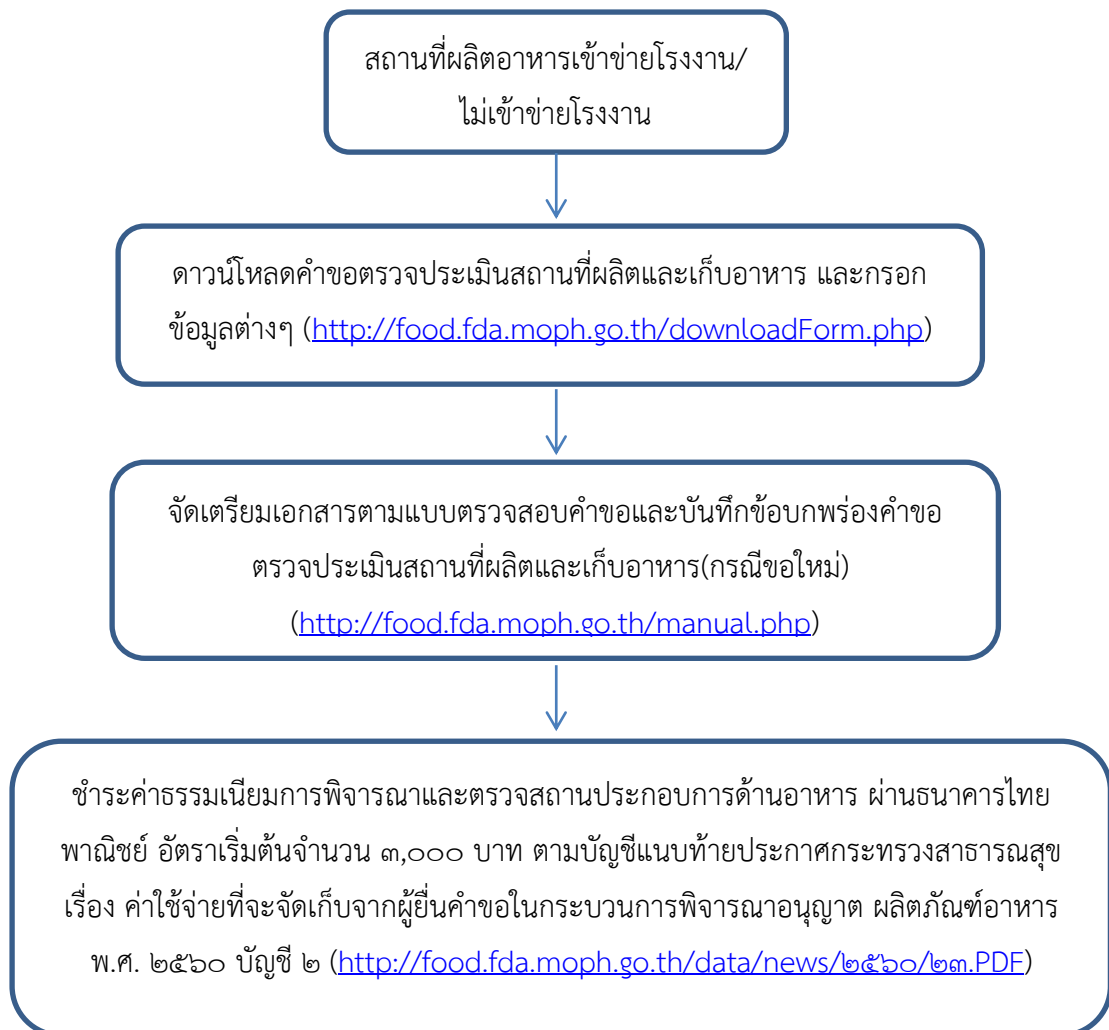 สถานที่ผลิตอาหารเข้าข่ายโรงงาน/
ไม่เข้าข่ายโรงงาน
ดาวน์โหลดคำขอตรวจประเมินสถานที่ผลิตและเก็บอาหาร และกรอก
ข้อมูลต่างๆ (http://food.fda.moph.go.th/downloadForm.php)
จัดเตรียมเอกสารตามแบบตรวจสอบคำขอและบันทึกข้อบกพร่องคำขอ
ตรวจประเมินสถานที่ผลิตและเก็บอาหาร(กรณีขอใหม่)
(http://food.fda.moph.go.th/manual.php)
ชำระค่าธรรมเนียมการพิจารณาและตรวจสถานประกอบการด้านอาหาร ผ่านธนาคารไทย
พาณิชย์ อัตราเริ่มต้นจำนวน ๓,๐๐๐ บาท ตามบัญชีแนบท้ายประกาศกระทรวงสาธารณสุข
เรื่อง ค่าใช้จ่ายที่จะจัดเก็บจากผู้ยื่นคำขอในกระบวนการพิจารณาอนุญาต ผลิตภัณฑ์อาหาร
พ.ศ. ๒๕๖๐ บัญชี ๒ (http://food.fda.moph.go.th/data/news/๒๕๖๐/๒๓.PDF)